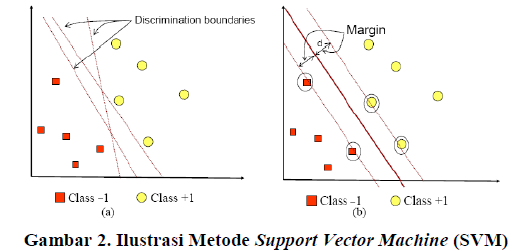 Discrimination boundaries
Class –1 Class +1
(a)
Margin
d
Class –1 Class +1
(b)
Gambar 2. Ilustrasi Metode Support Vector Machine (SVM)